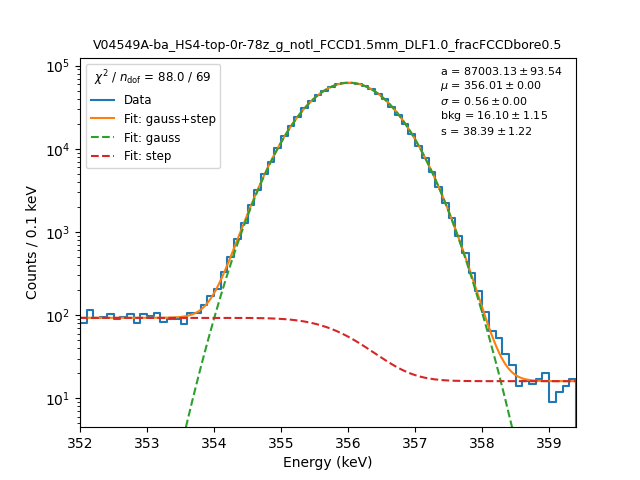 V04549A-ba_HS4-top-0r-78z_g_notl_FCCD1.5mm_DLF1.0_fracFCCDbore0.5
χ² / n_dof = 88.0 / 69
Data
Fit: gauss+step
Fit: gauss
Fit: step
a = 87003.13 ± 93.54
μ = 356.01 ± 0.00
σ = 0.56 ± 0.00
bkg = 16.10 ± 1.15
s = 38.39 ± 1.22
Counts / 0.1 keV
10⁵
10⁴
10³
10²
10¹
352 353 354 355 356 357 358 359
Energy (keV)